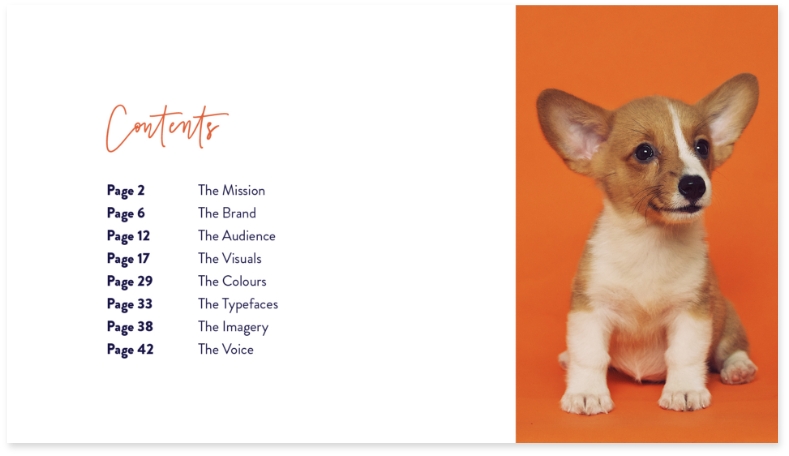 Contents
Page 2 The Mission
Page 6 The Brand
Page 12 The Audience
Page 17 The Visuals
Page 29 The Colours
Page 33 The Typefaces
Page 38 The Imagery
Page 42 The Voice